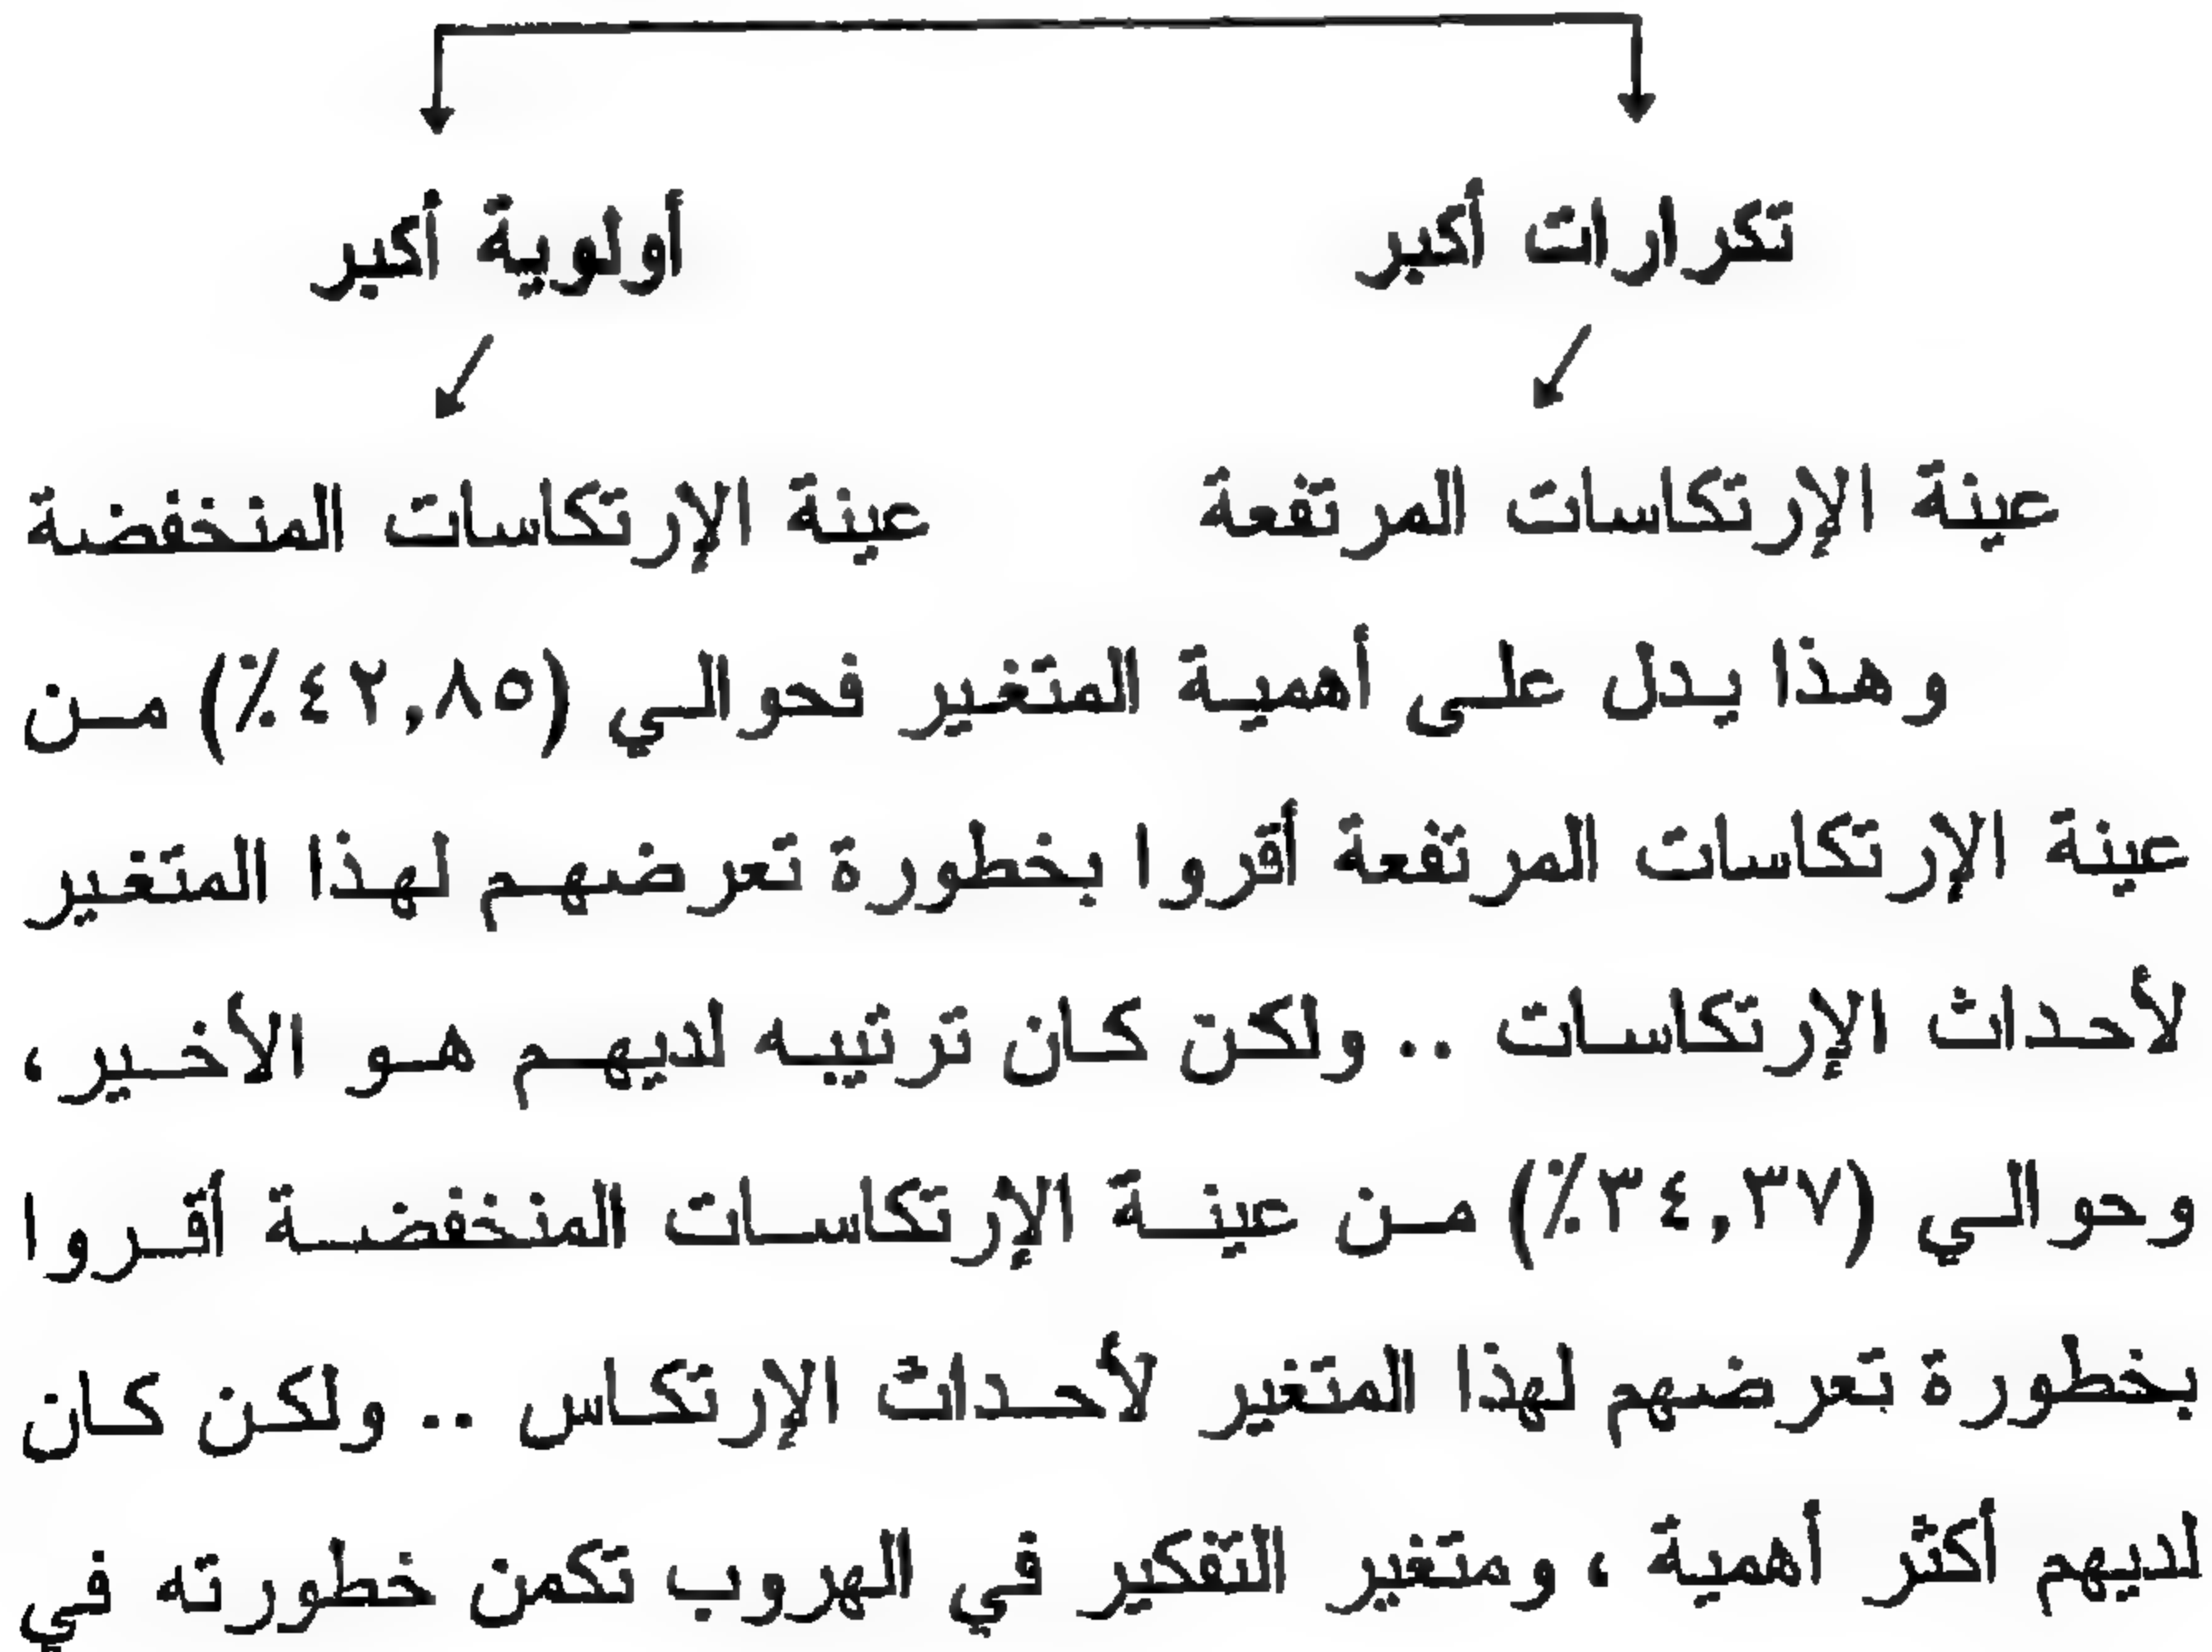 تكرارات أكبر أولوية أكبر
عينة الإرتكاسات المرتفعة عينة الإرتكاسات المنخفضة
وهذا يدل على أهمية المتغير فحوالي (٤٢,٨٥٪) من
عينة الإرتكاسات المرتفعة أقروا بخطورة تعرضهم لهذا المتغير
لأحداث الإرتكاسات .. ولكن كان ترتيبه لديهم هو الأخير،
وحوالي (٣٤,٣٧٪) من عينة الإرتكاسات المنخفضة أقروا
بخطورة تعرضهم لهذا المتغير لأحداث الإرتكاس .. ولكن كان
لديهم أكثر أهمية ، ومتغير التفكير في الهروب تكمن خطورته في